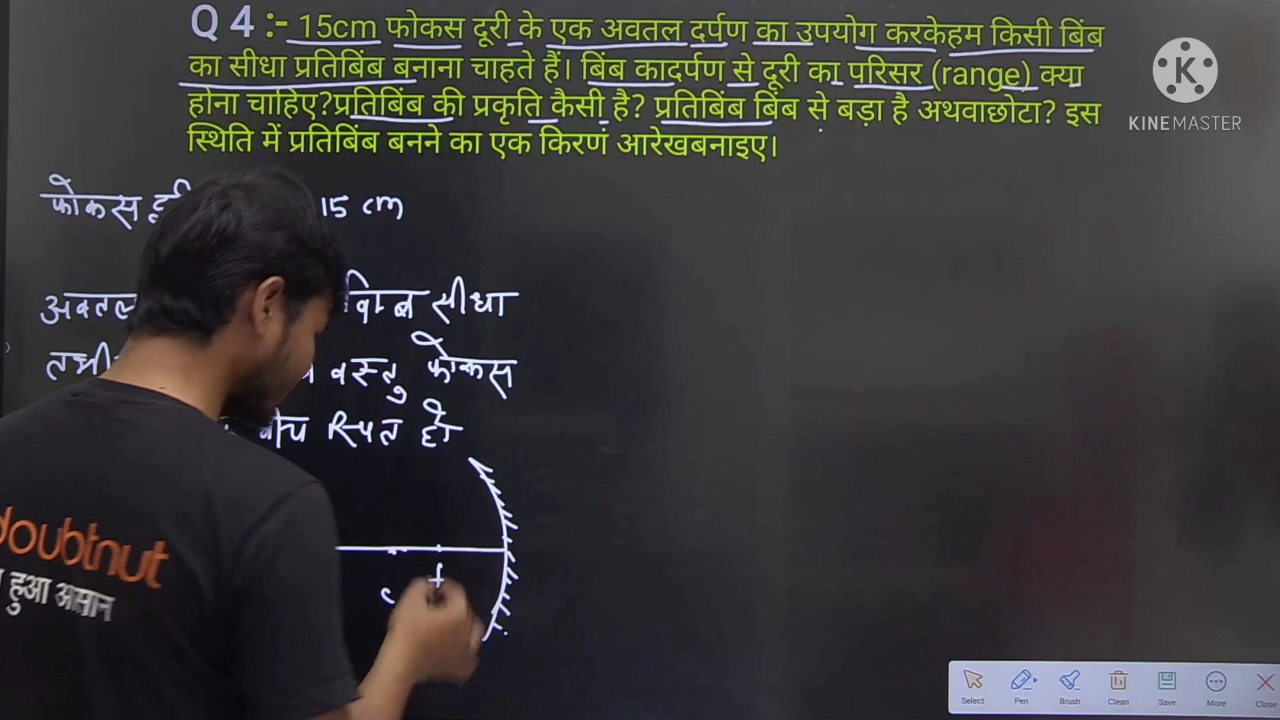 Q 4 :- 15cm फोकस दूरी के एक अवतल दर्पण का उपयोग करकेहम किसी बिंब
का सीधा प्रतिबिंब बनाना चाहते हैं। बिंब कादर्पण से दूरी का परिसर (range) क्या
होना चाहिए?प्रतिबिंब की प्रकृति कैसी है? प्रतिबिंब बिंब से बड़ा है अथवाछोटा? इस
स्थिति में प्रतिबिंब बनने का एक किरण आरेखबनाइए।
K
KINEMASTER
फोकस 15 cm
सीधा
वस्तु फोकस
स्थित हो
c f
doubtnut
हुआ आसान
Select Pen Brush Clean Save More Close